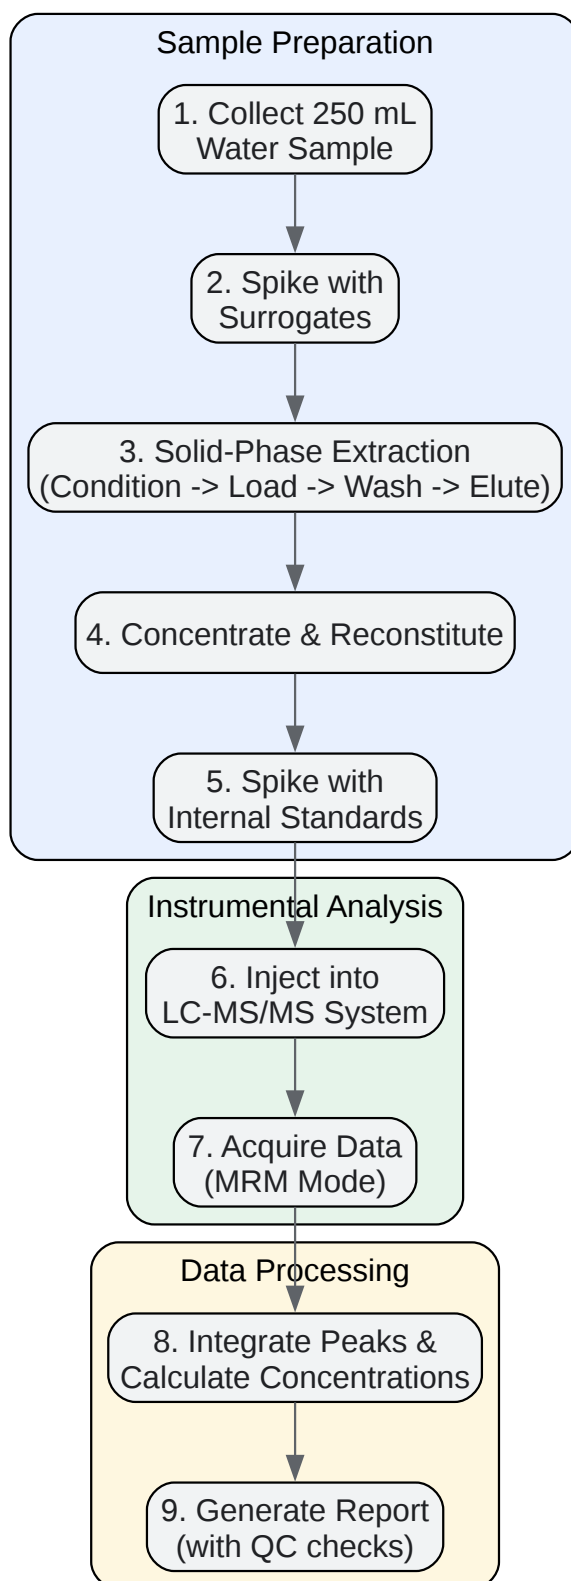 Sample Preparation
1. Collect 250 mL
Water Sample
2. Spike with
Surrogates
3. Solid-Phase Extraction
(Condition -> Load -> Wash -> Elute)
4. Concentrate & Reconstitute
5. Spike with
Internal Standards
Instrumental Analysis
6. Inject into
LC-MS/MS System
7. Acquire Data
(MRM Mode)
Data Processing
8. Integrate Peaks &
Calculate Concentrations
9. Generate Report
(with QC checks)